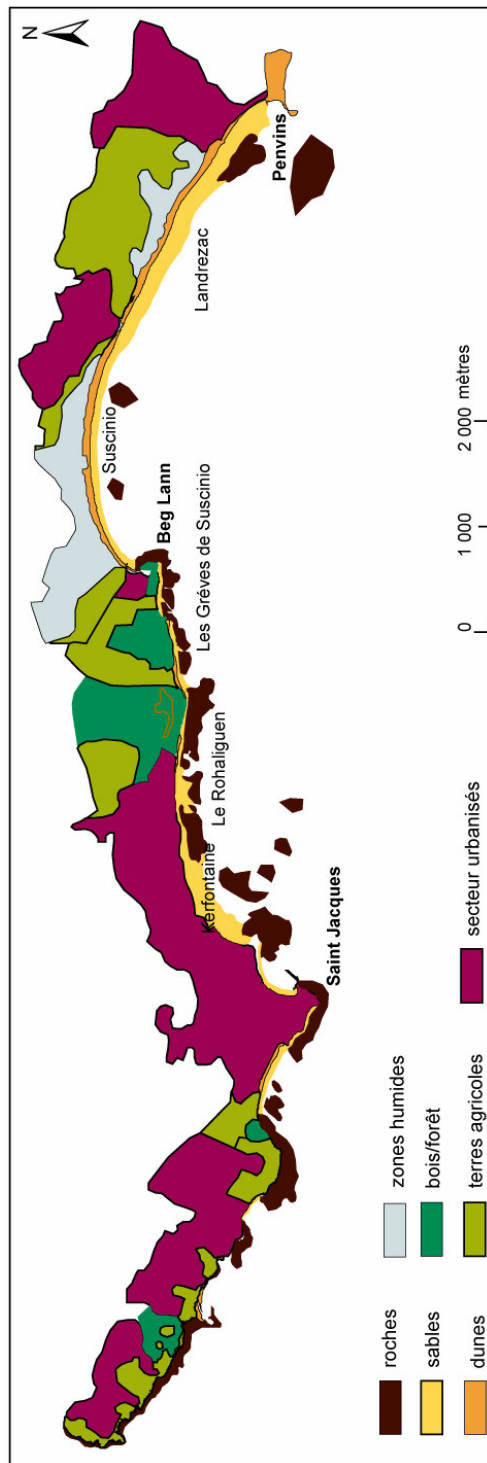 N
Penvins
Landrezac
Suscinio
Beg Lann
Les Grèves de Suscinio
Le Rohaliguen
Kerfontaine
Saint Jacques
0 1 000 2 000 mètres
roches
sables
dunes
zones humides
bois/forêt
terres agricoles
secteur urbanisés